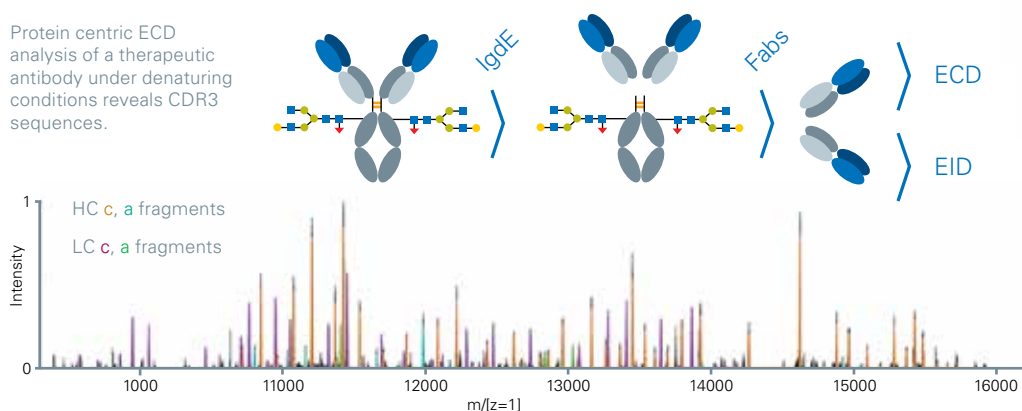 Protein centric ECD
analysis of a therapeutic
antibody under denaturing
conditions reveals CDR3
sequences.
IgdE
Fabs
ECD
EID
HC c, a fragments
LC c, a fragments
1
Intensity
0
1000 11000 12000 13000 14000 15000 16000
m/[z=1]